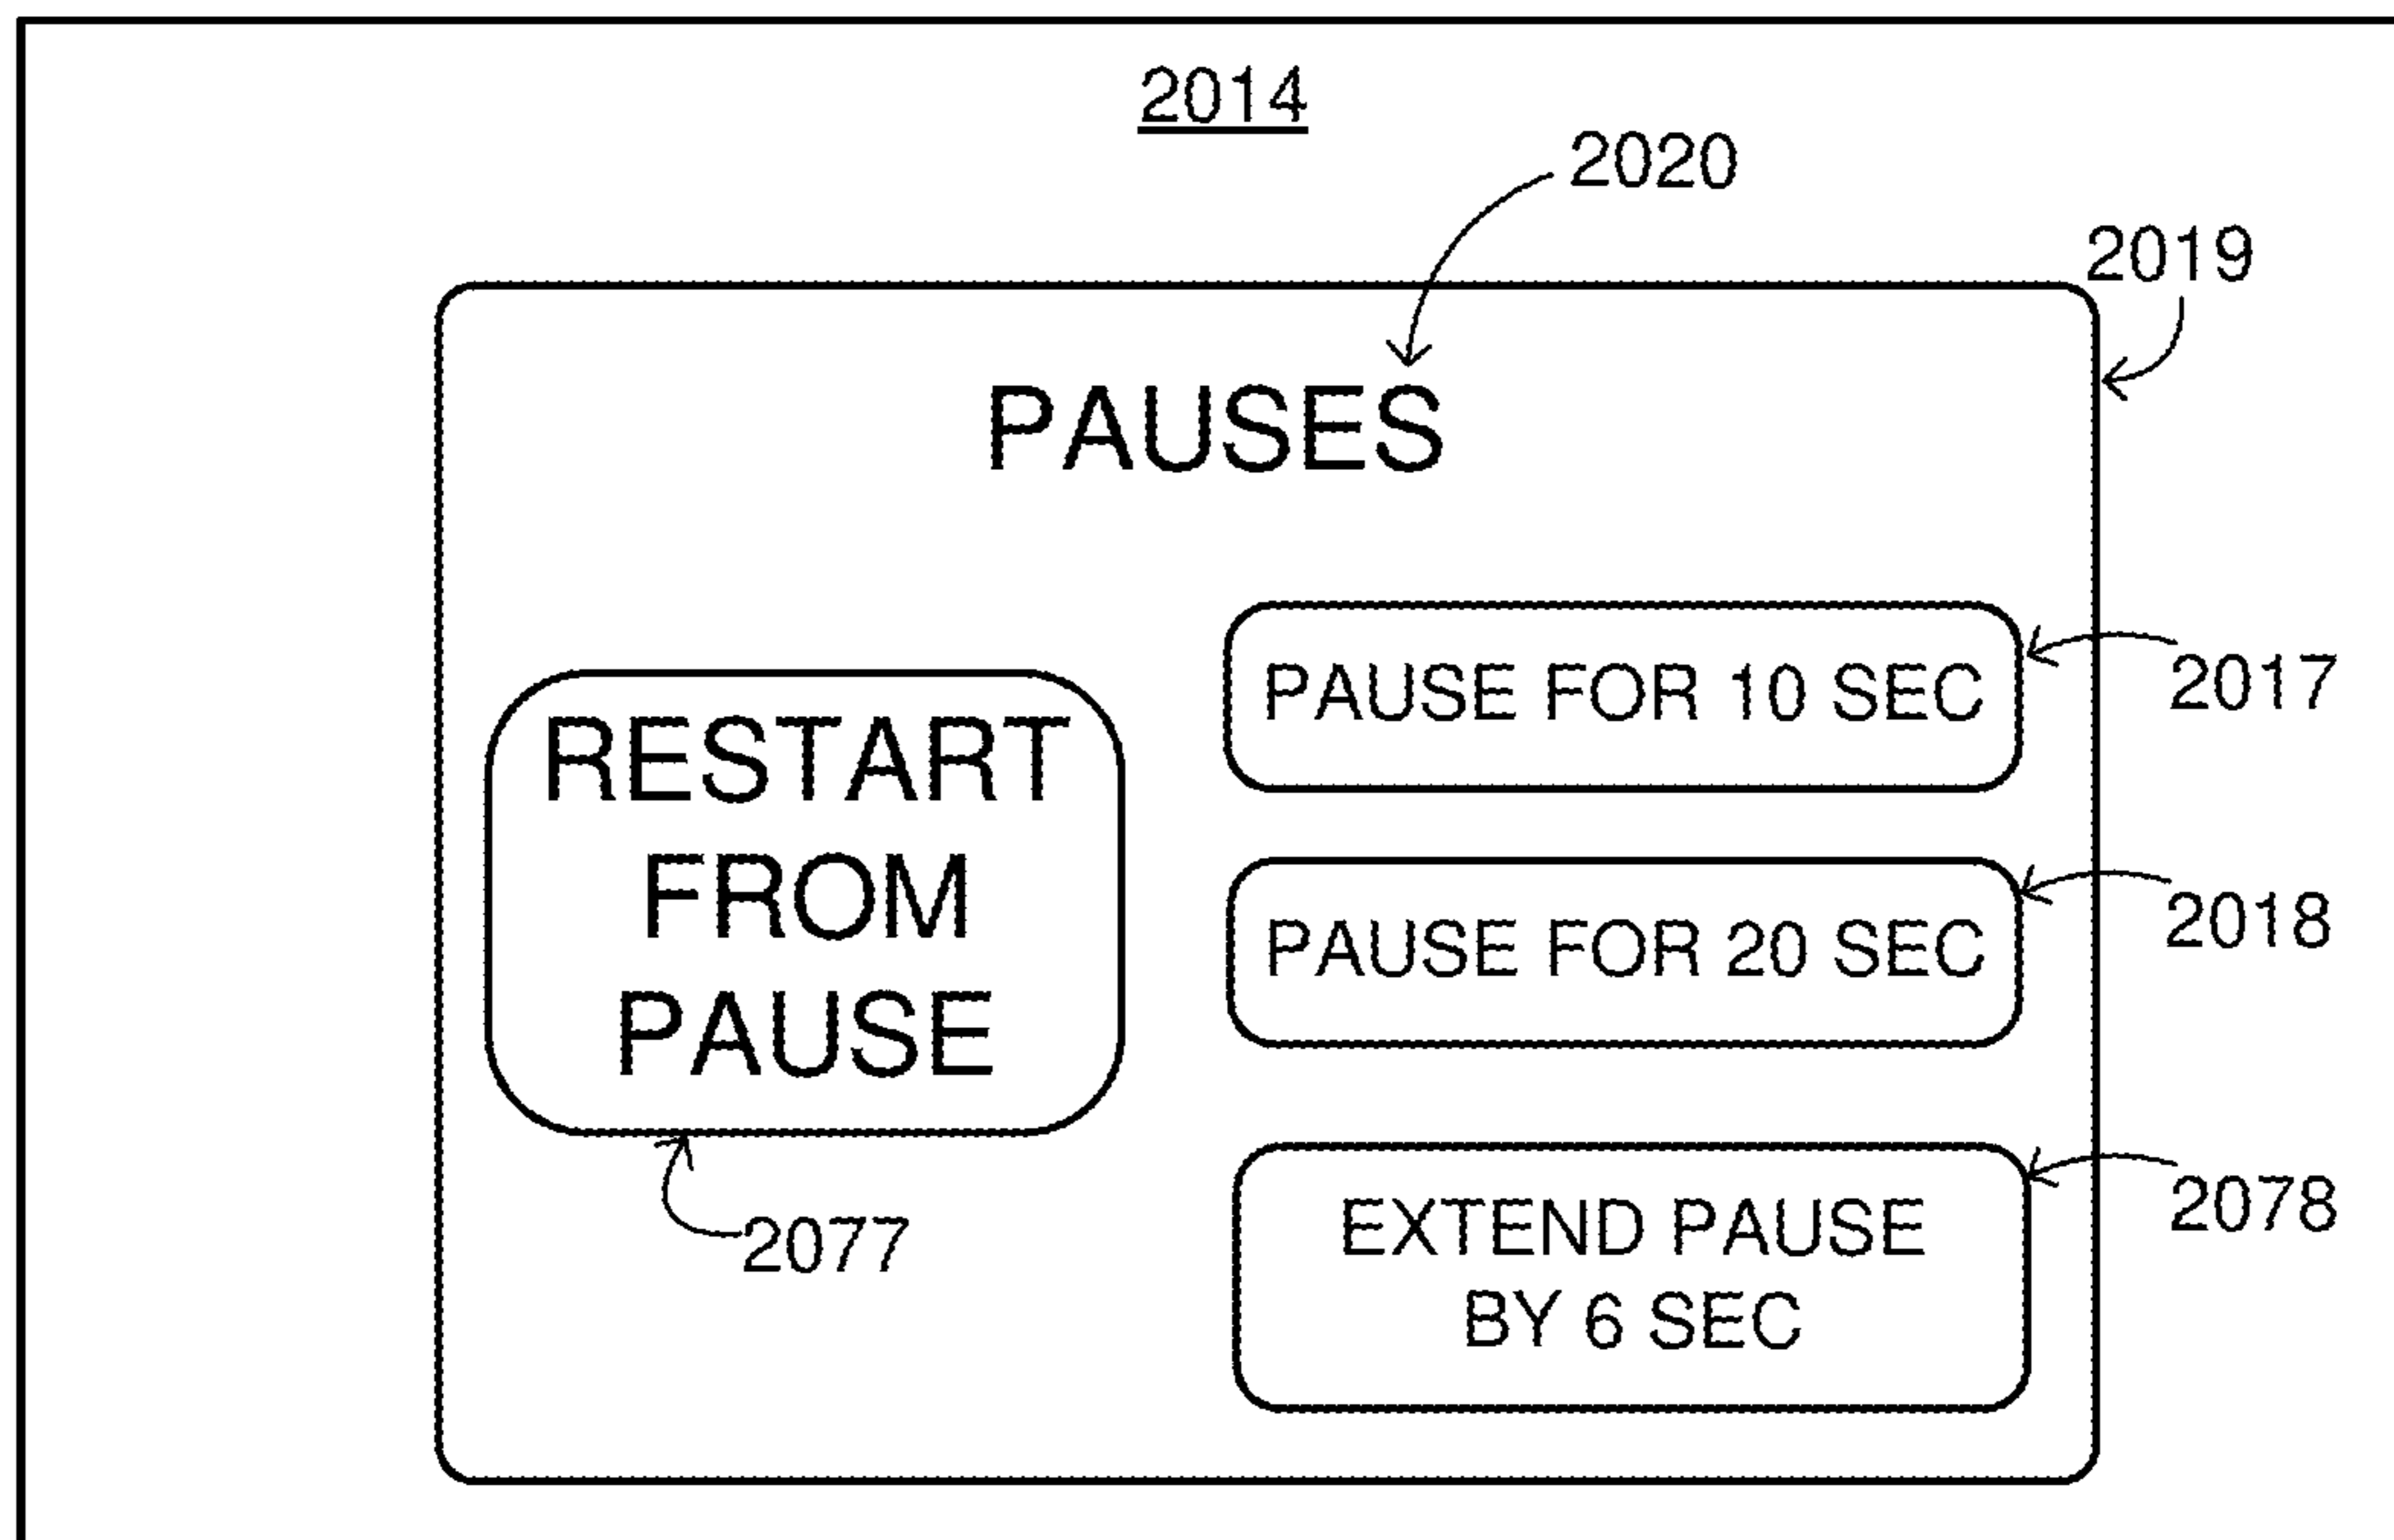 2014
2020
2019
PAUSES
PAUSE FOR 10 SEC
2017
RESTART
FROM
PAUSE
PAUSE FOR 20 SEC
2018
EXTEND PAUSE
BY 6 SEC
2078
2077